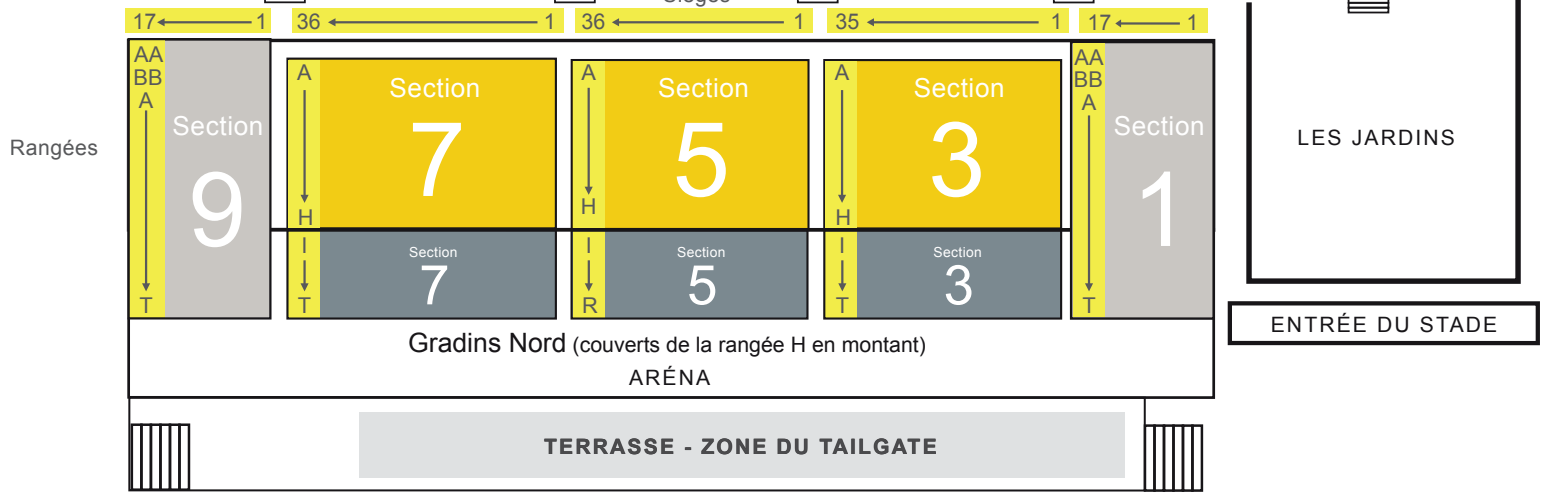 Sièges
17 1
36 1
36 1
35 1
17 1
AA
BB
A
T
Section
9
A
H
I
T
Section
7
Section
7
A
H
I
R
Section
5
Section
5
A
H
I
T
Section
3
Section
3
AA
BB
A
T
Section
1
Rangées
LES JARDINS
ENTRÉE DU STADE
Gradins Nord (couverts de la rangée H en montant)
ARÉNA
TERRASSE - ZONE DU TAILGATE